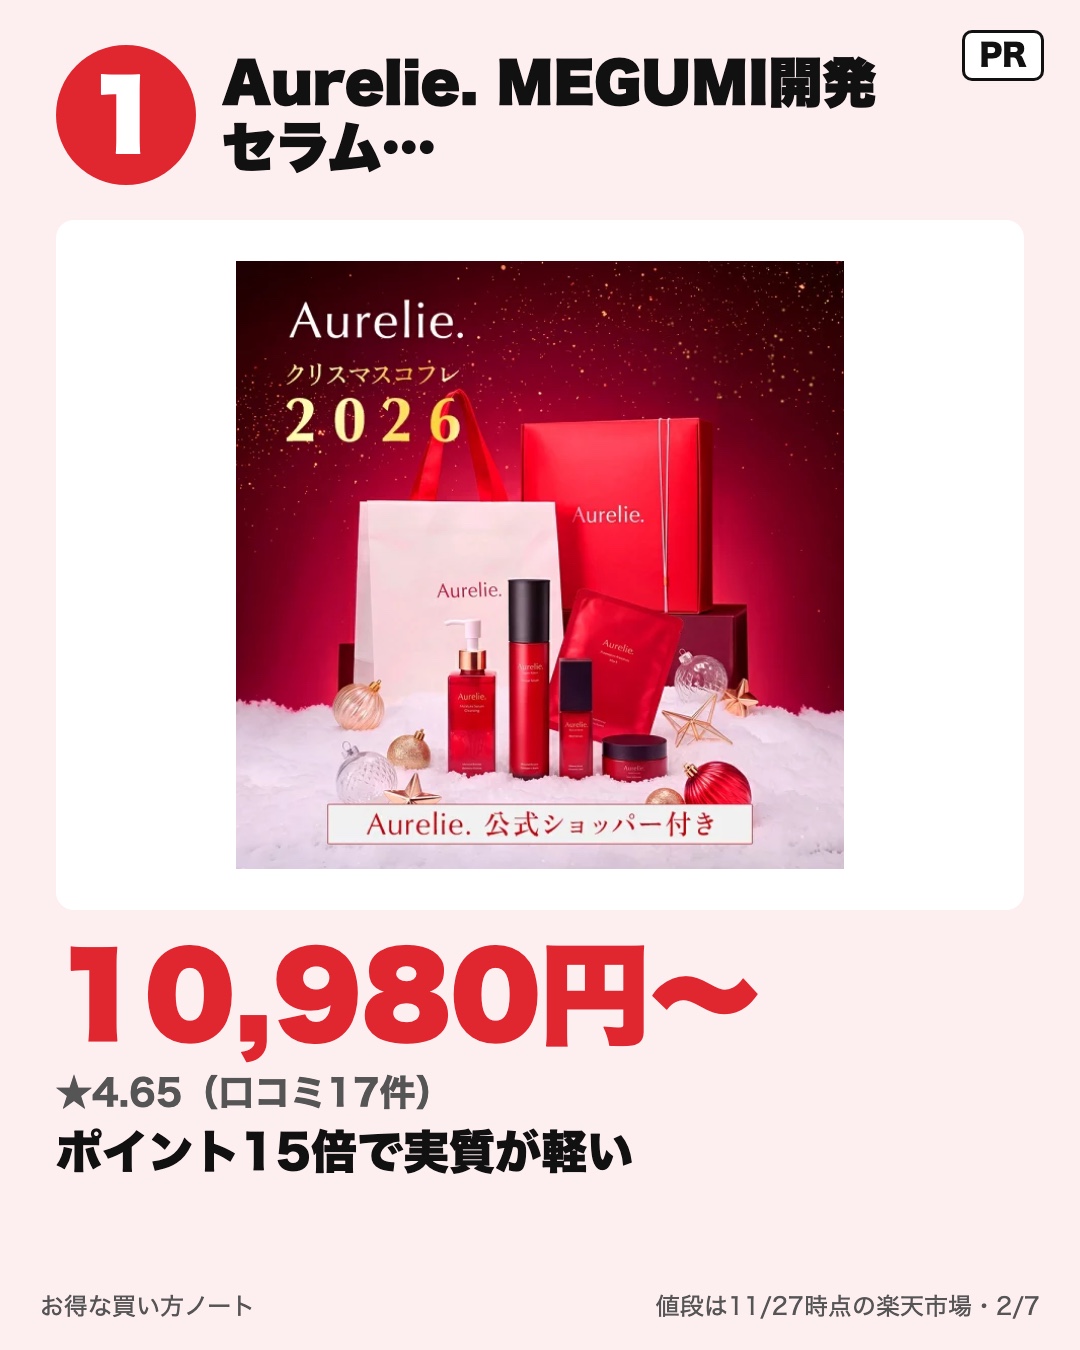 1
Aurelie. MEGUMI開発
セラム…
PR
Aurelie.
クリスマスコフレ
2026
Aurelie.
Aurelie.
Aurelie.
Aurelie.
Aurelie.
Aurelie.
Aurelie.
Aurelie. 公式ショッパー付き
10,980円〜
★4.65（口コミ17件）
ポイント15倍で実質が軽い
お得な買い方ノート
値段は11/27時点の楽天市場・2/7